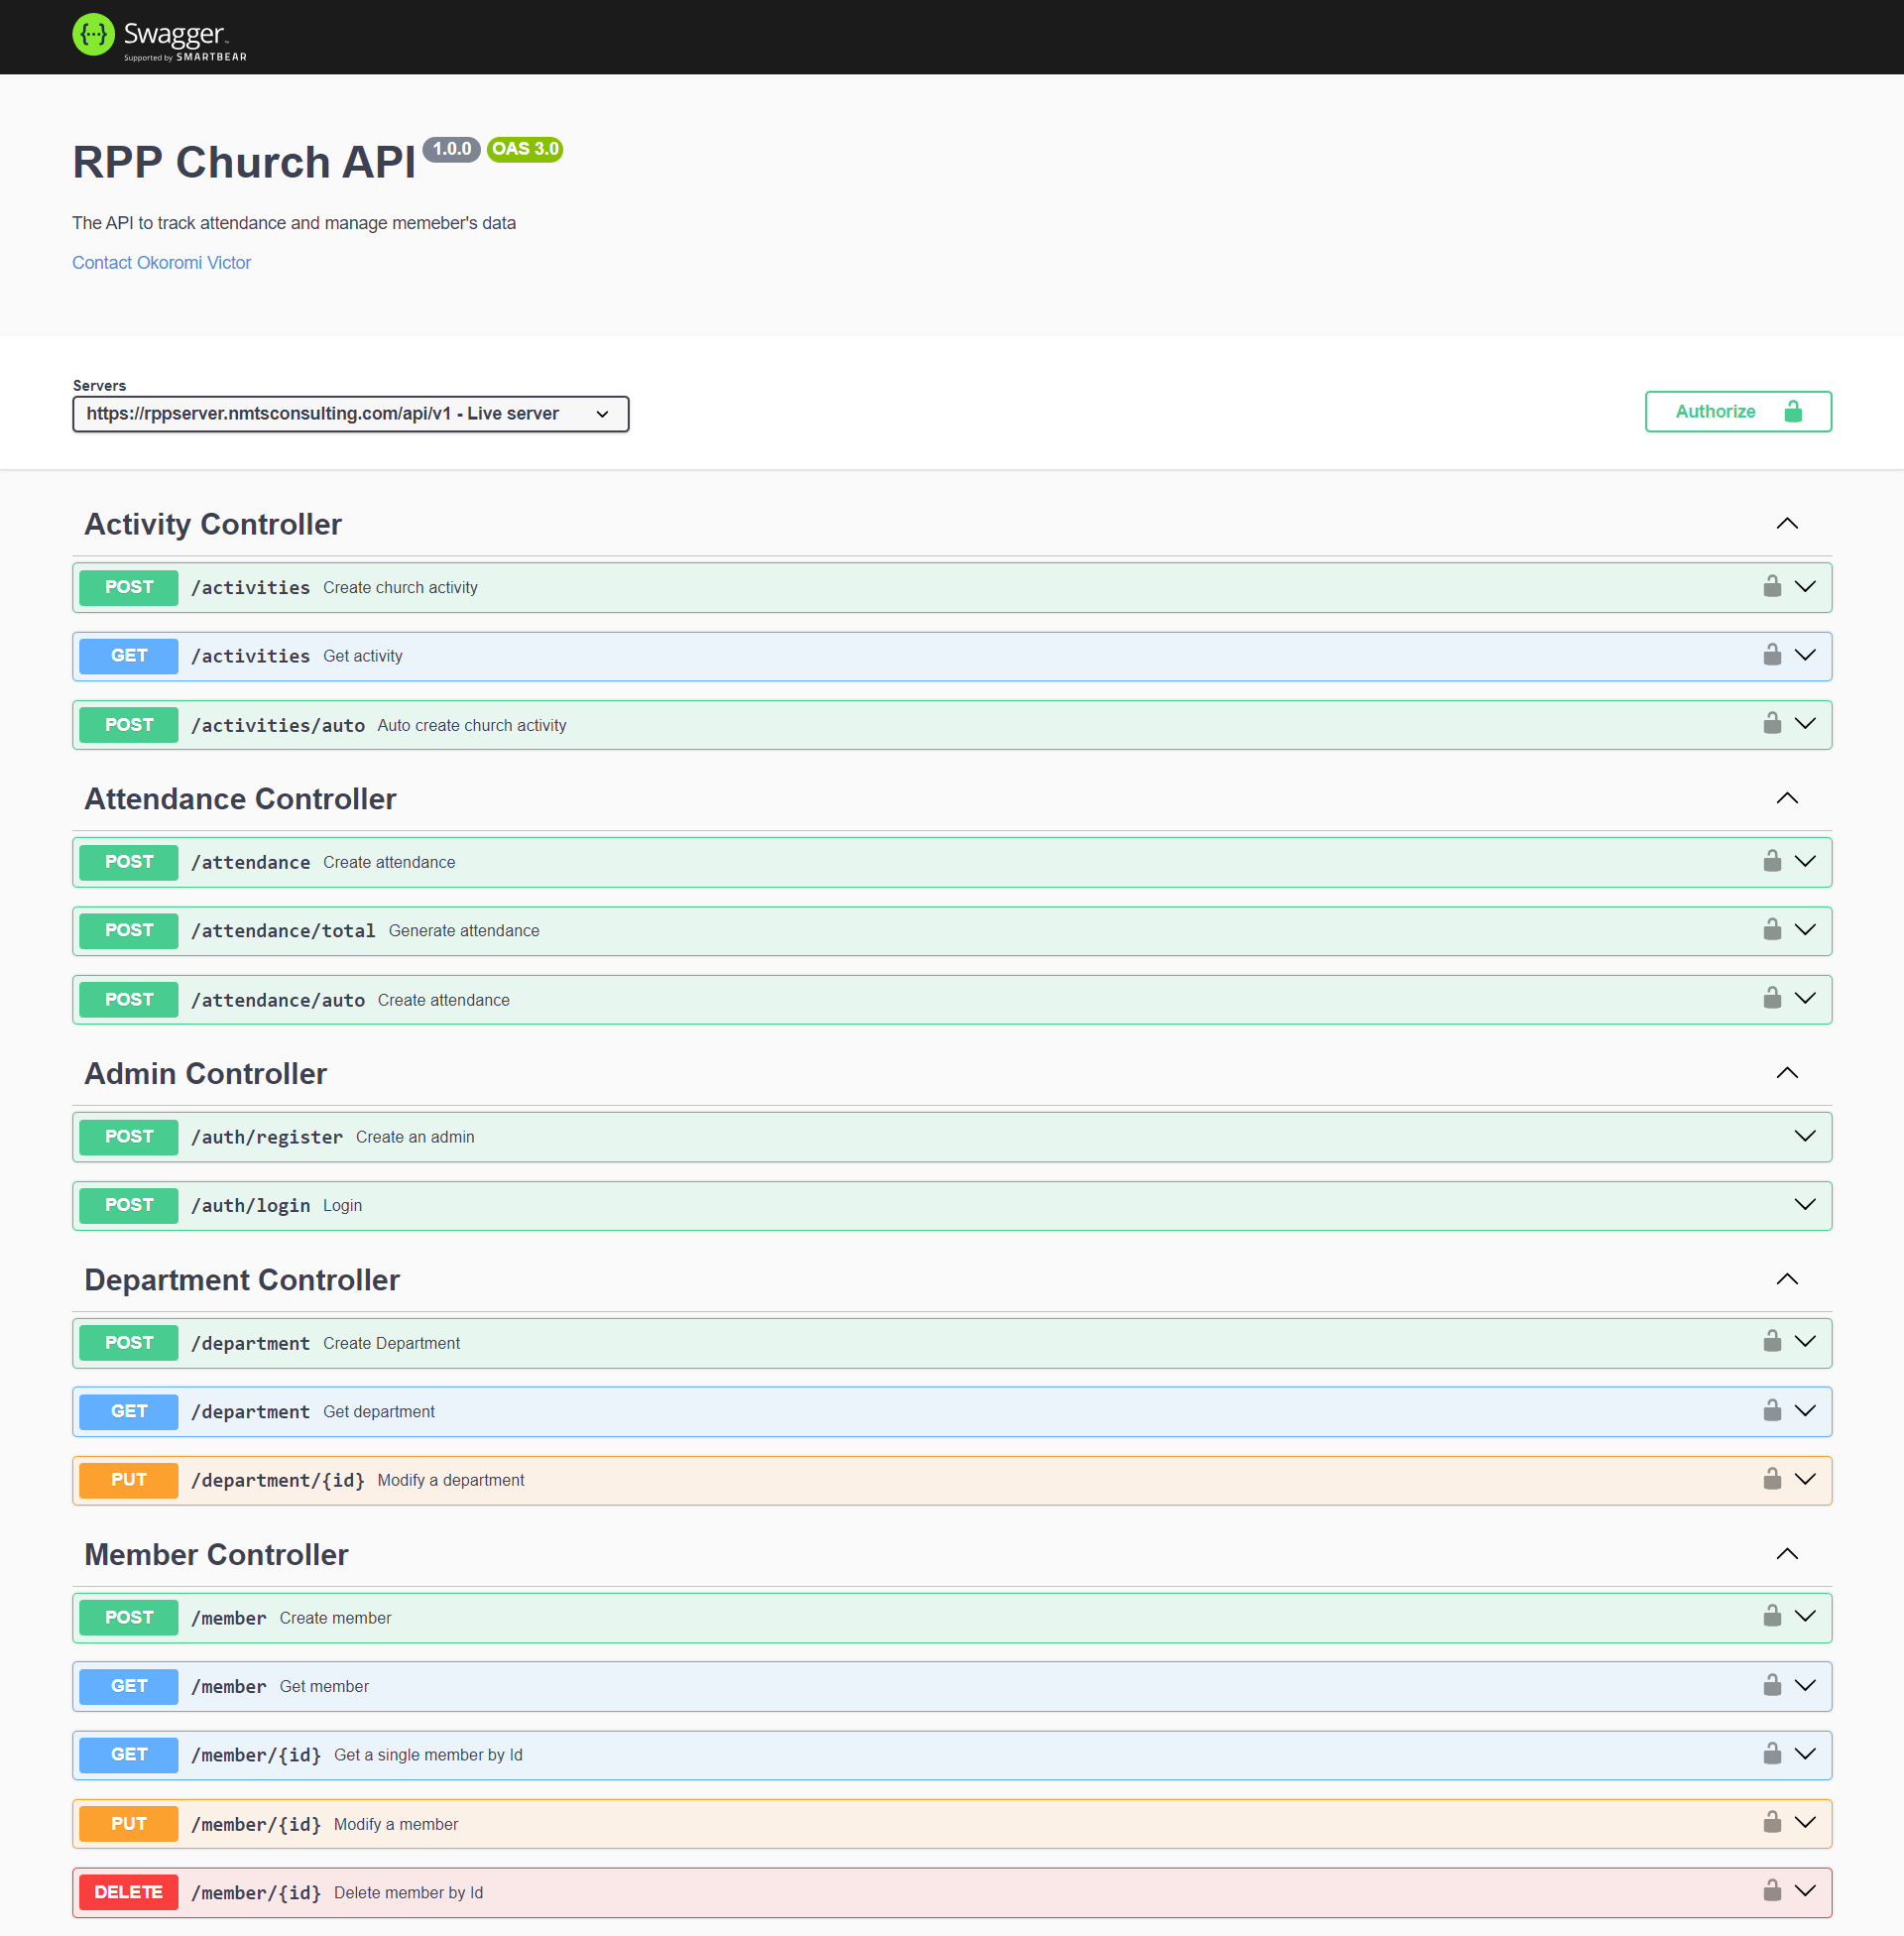 {···} Swagger™
Supported by SMARTBEAR
RPP Church API 1.0.0 OAS 3.0
The API to track attendance and manage memeber's data
Contact Okoromi Victor
Servers
https://rppserver.nmtsconsulting.com/api/v1 - Live server
Authorize
Activity Controller
POST /activities Create church activity
GET /activities Get activity
POST /activities/auto Auto create church activity
Attendance Controller
POST /attendance Create attendance
POST /attendance/total Generate attendance
POST /attendance/auto Create attendance
Admin Controller
POST /auth/register Create an admin
POST /auth/login Login
Department Controller
POST /department Create Department
GET /department Get department
PUT /department/{id} Modify a department
Member Controller
POST /member Create member
GET /member Get member
GET /member/{id} Get a single member by Id
PUT /member/{id} Modify a member
DELETE /member/{id} Delete member by Id